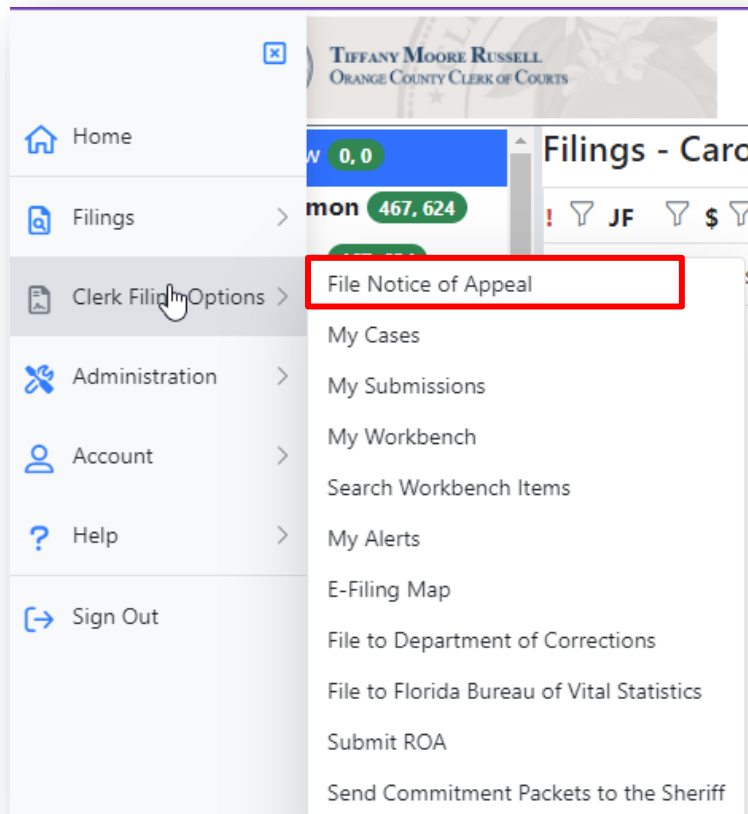 TIFFANY MOORE RUSSELL
ORANGE COUNTY CLERK OF COURTS
Home
Filings
Clerk Filing Options
Administration
Account
Help
Sign Out
w 0, 0
mon 467, 624
Filings - Caro
! JF $
File Notice of Appeal
My Cases
My Submissions
My Workbench
Search Workbench Items
My Alerts
E-Filing Map
File to Department of Corrections
File to Florida Bureau of Vital Statistics
Submit ROA
Send Commitment Packets to the Sheriff